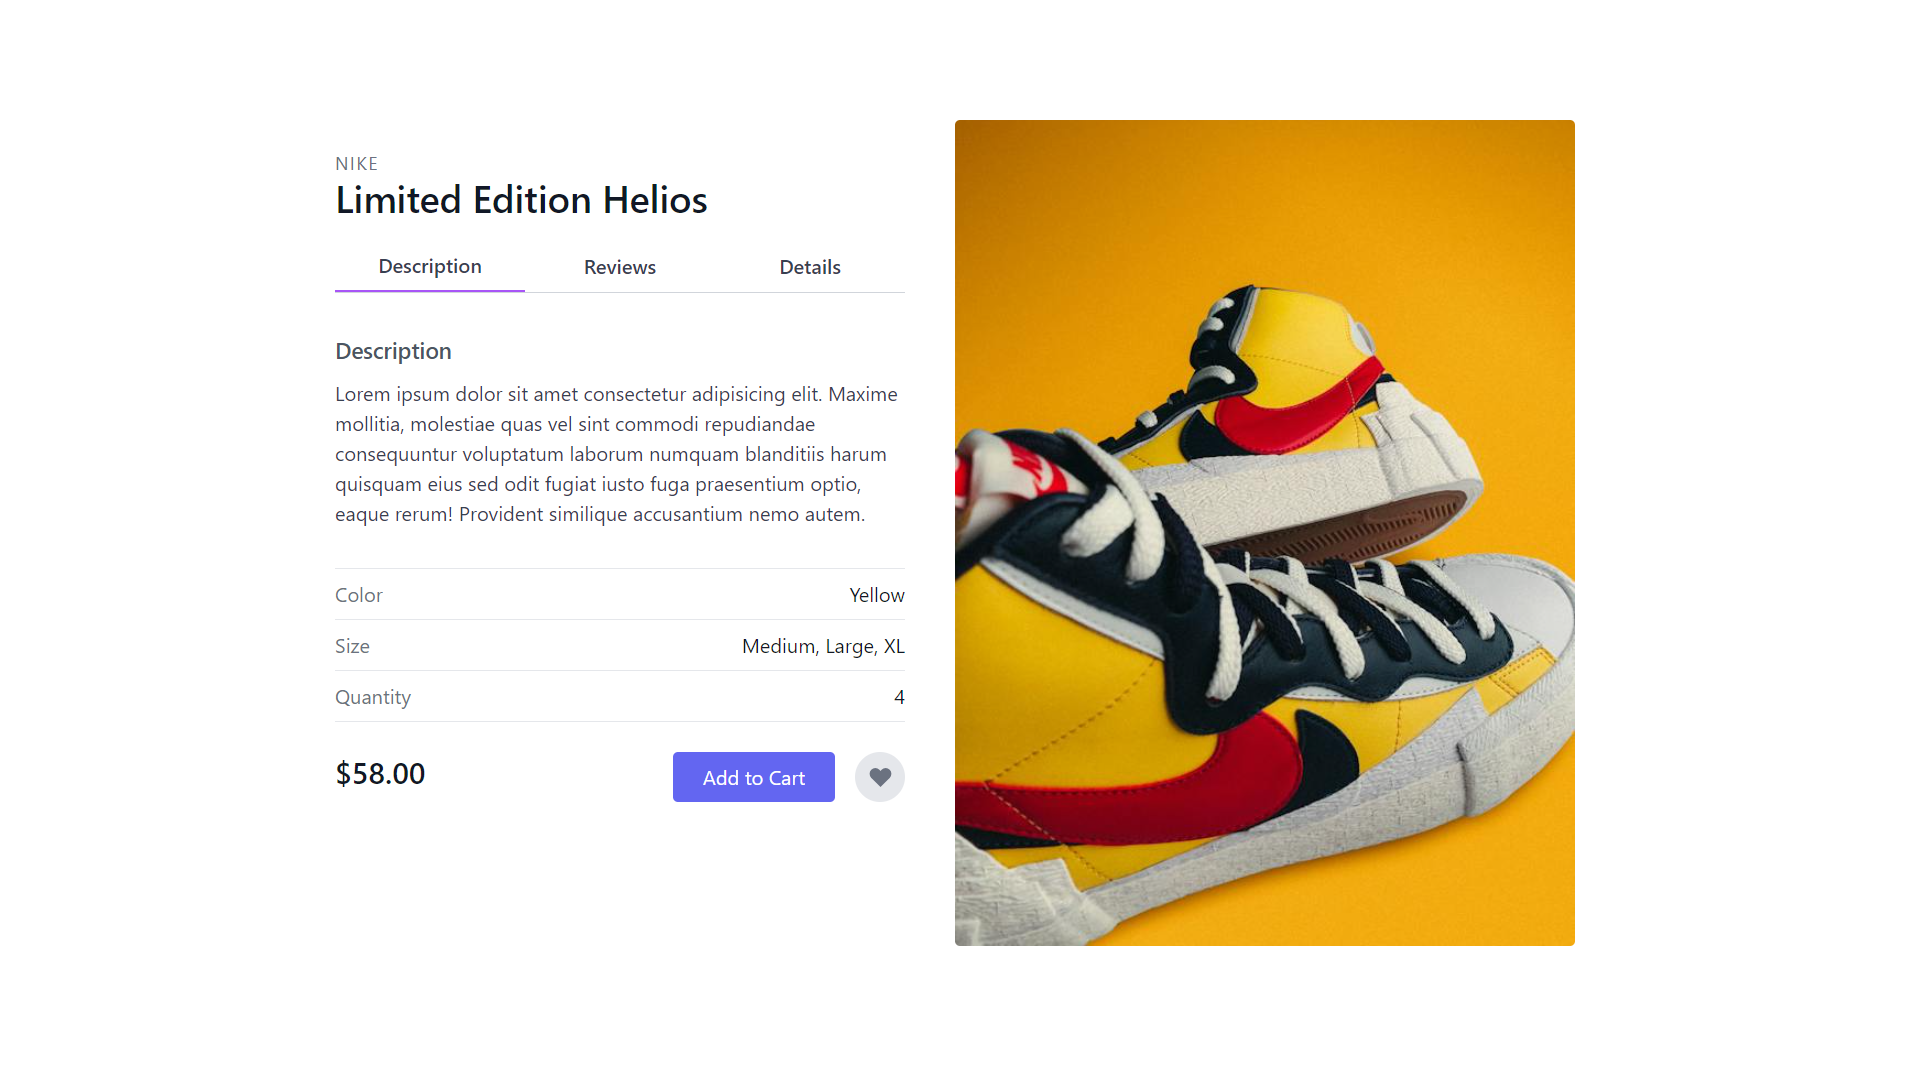 NIKE
Limited Edition Helios
Description
Reviews
Details
Description
Lorem ipsum dolor sit amet consectetur adipisicing elit. Maxime
mollitia, molestiae quas vel sint commodi repudiandae
consequuntur voluptatum laborum numquam blanditiis harum
quisquam eius sed odit fugiat iusto fuga praesentium optio,
eaque rerum! Provident similique accusantium nemo autem.
Color Yellow
Size Medium, Large, XL
Quantity 4
$58.00
Add to Cart